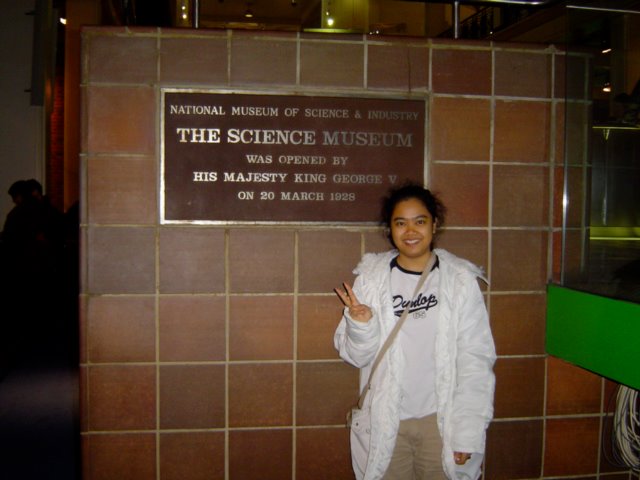 NATIONAL MUSEUM OF SCIENCE & INDUSTRY
THE SCIENCE MUSEUM
WAS OPENED BY
HIS MAJESTY KING GEORGE V
ON 20 MARCH 1928
Dunlop